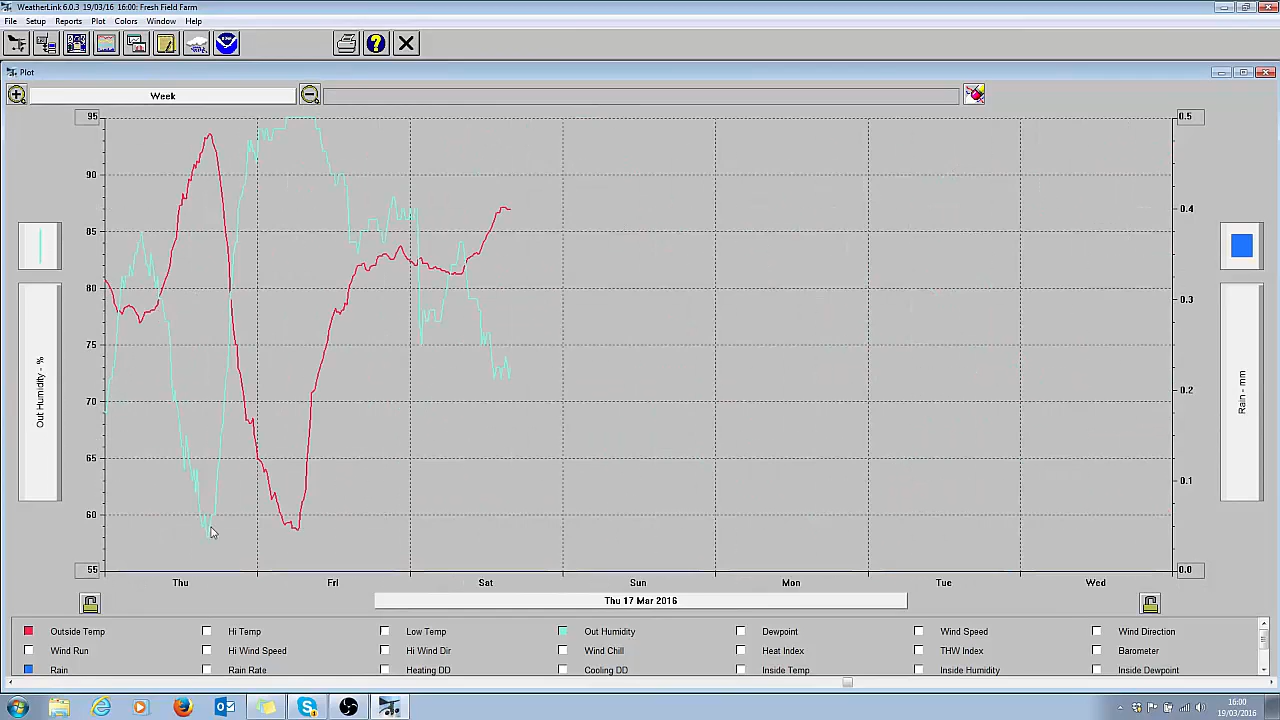 WeatherLink 6.0.3 19/03/16 16:00: Fresh Field Farm
File Setup Reports Plot Colors Window Help
Plot
Week
95
90
85
80
75
70
65
60
55
0.5
0.4
0.3
0.2
0.1
0.0
Out Humidity - %
Rain - mm
Thu Fri Sat Sun Mon Tue Wed
Thu 17 Mar 2016
Outside Temp Hi Temp Low Temp Out Humidity Dewpoint Wind Speed Wind Direction
Wind Run Hi Wind Speed Hi Wind Dir Wind Chill Heat Index THW Index Barometer
Rain Rain Rate Heating DD Cooling DD Inside Temp Inside Humidity Inside Dewpoint
16:00
19/03/2016